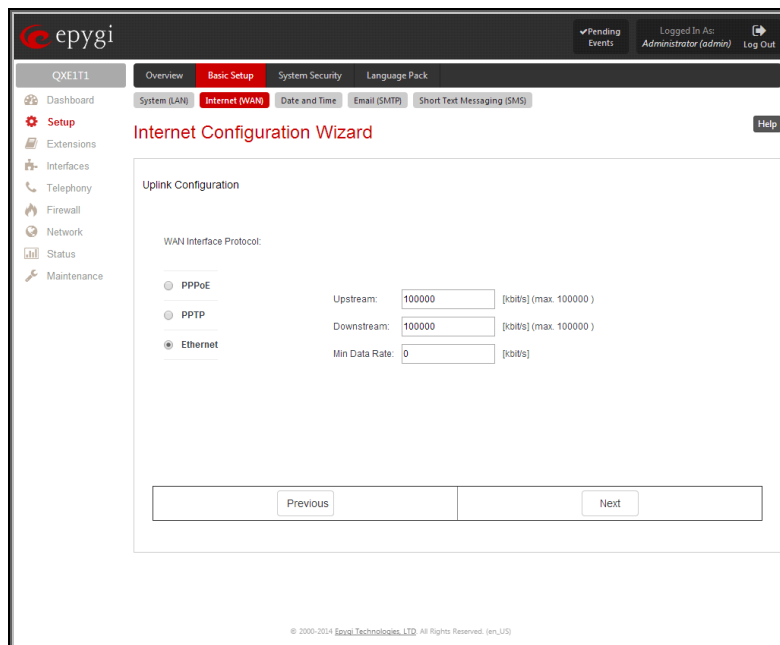 epygi
Pending Events
Logged In As:
Administrator (admin)
Log Out
QXE1T1
Overview
Basic Setup
System Security
Language Pack
Dashboard
Setup
Extensions
Interfaces
Telephony
Firewall
Network
Status
Maintenance
System (LAN)
Internet (WAN)
Date and Time
Email (SMTP)
Short Text Messaging (SMS)
Internet Configuration Wizard
Help
Uplink Configuration
WAN Interface Protocol:
PPPoE
PPTP
Ethernet
Upstream: 100000 [kbit/s] (max. 100000 )
Downstream: 100000 [kbit/s] (max. 100000 )
Min Data Rate: 0 [kbit/s]
Previous
Next
© 2000-2014 Epygi Technologies, LTD. All Rights Reserved. (en_US)